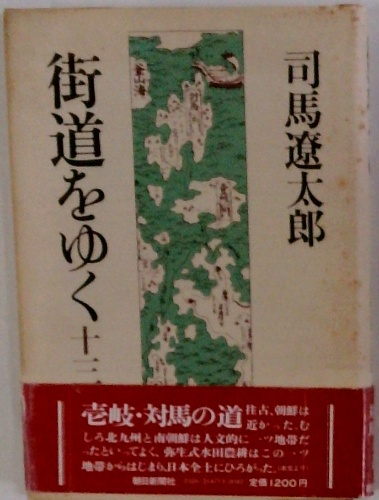 司馬遼太郎
街道をゆく 十三
釜山海
壱岐・対馬の道
往古、朝鮮は
近かった。む
しろ北九州と南朝鮮は人文的に一ツ地帯だ
ったといってよく、弥生式水田農耕はこの一ツ
地帯からはじまり、日本全土にひろがった。
朝日新聞社
定価1200円